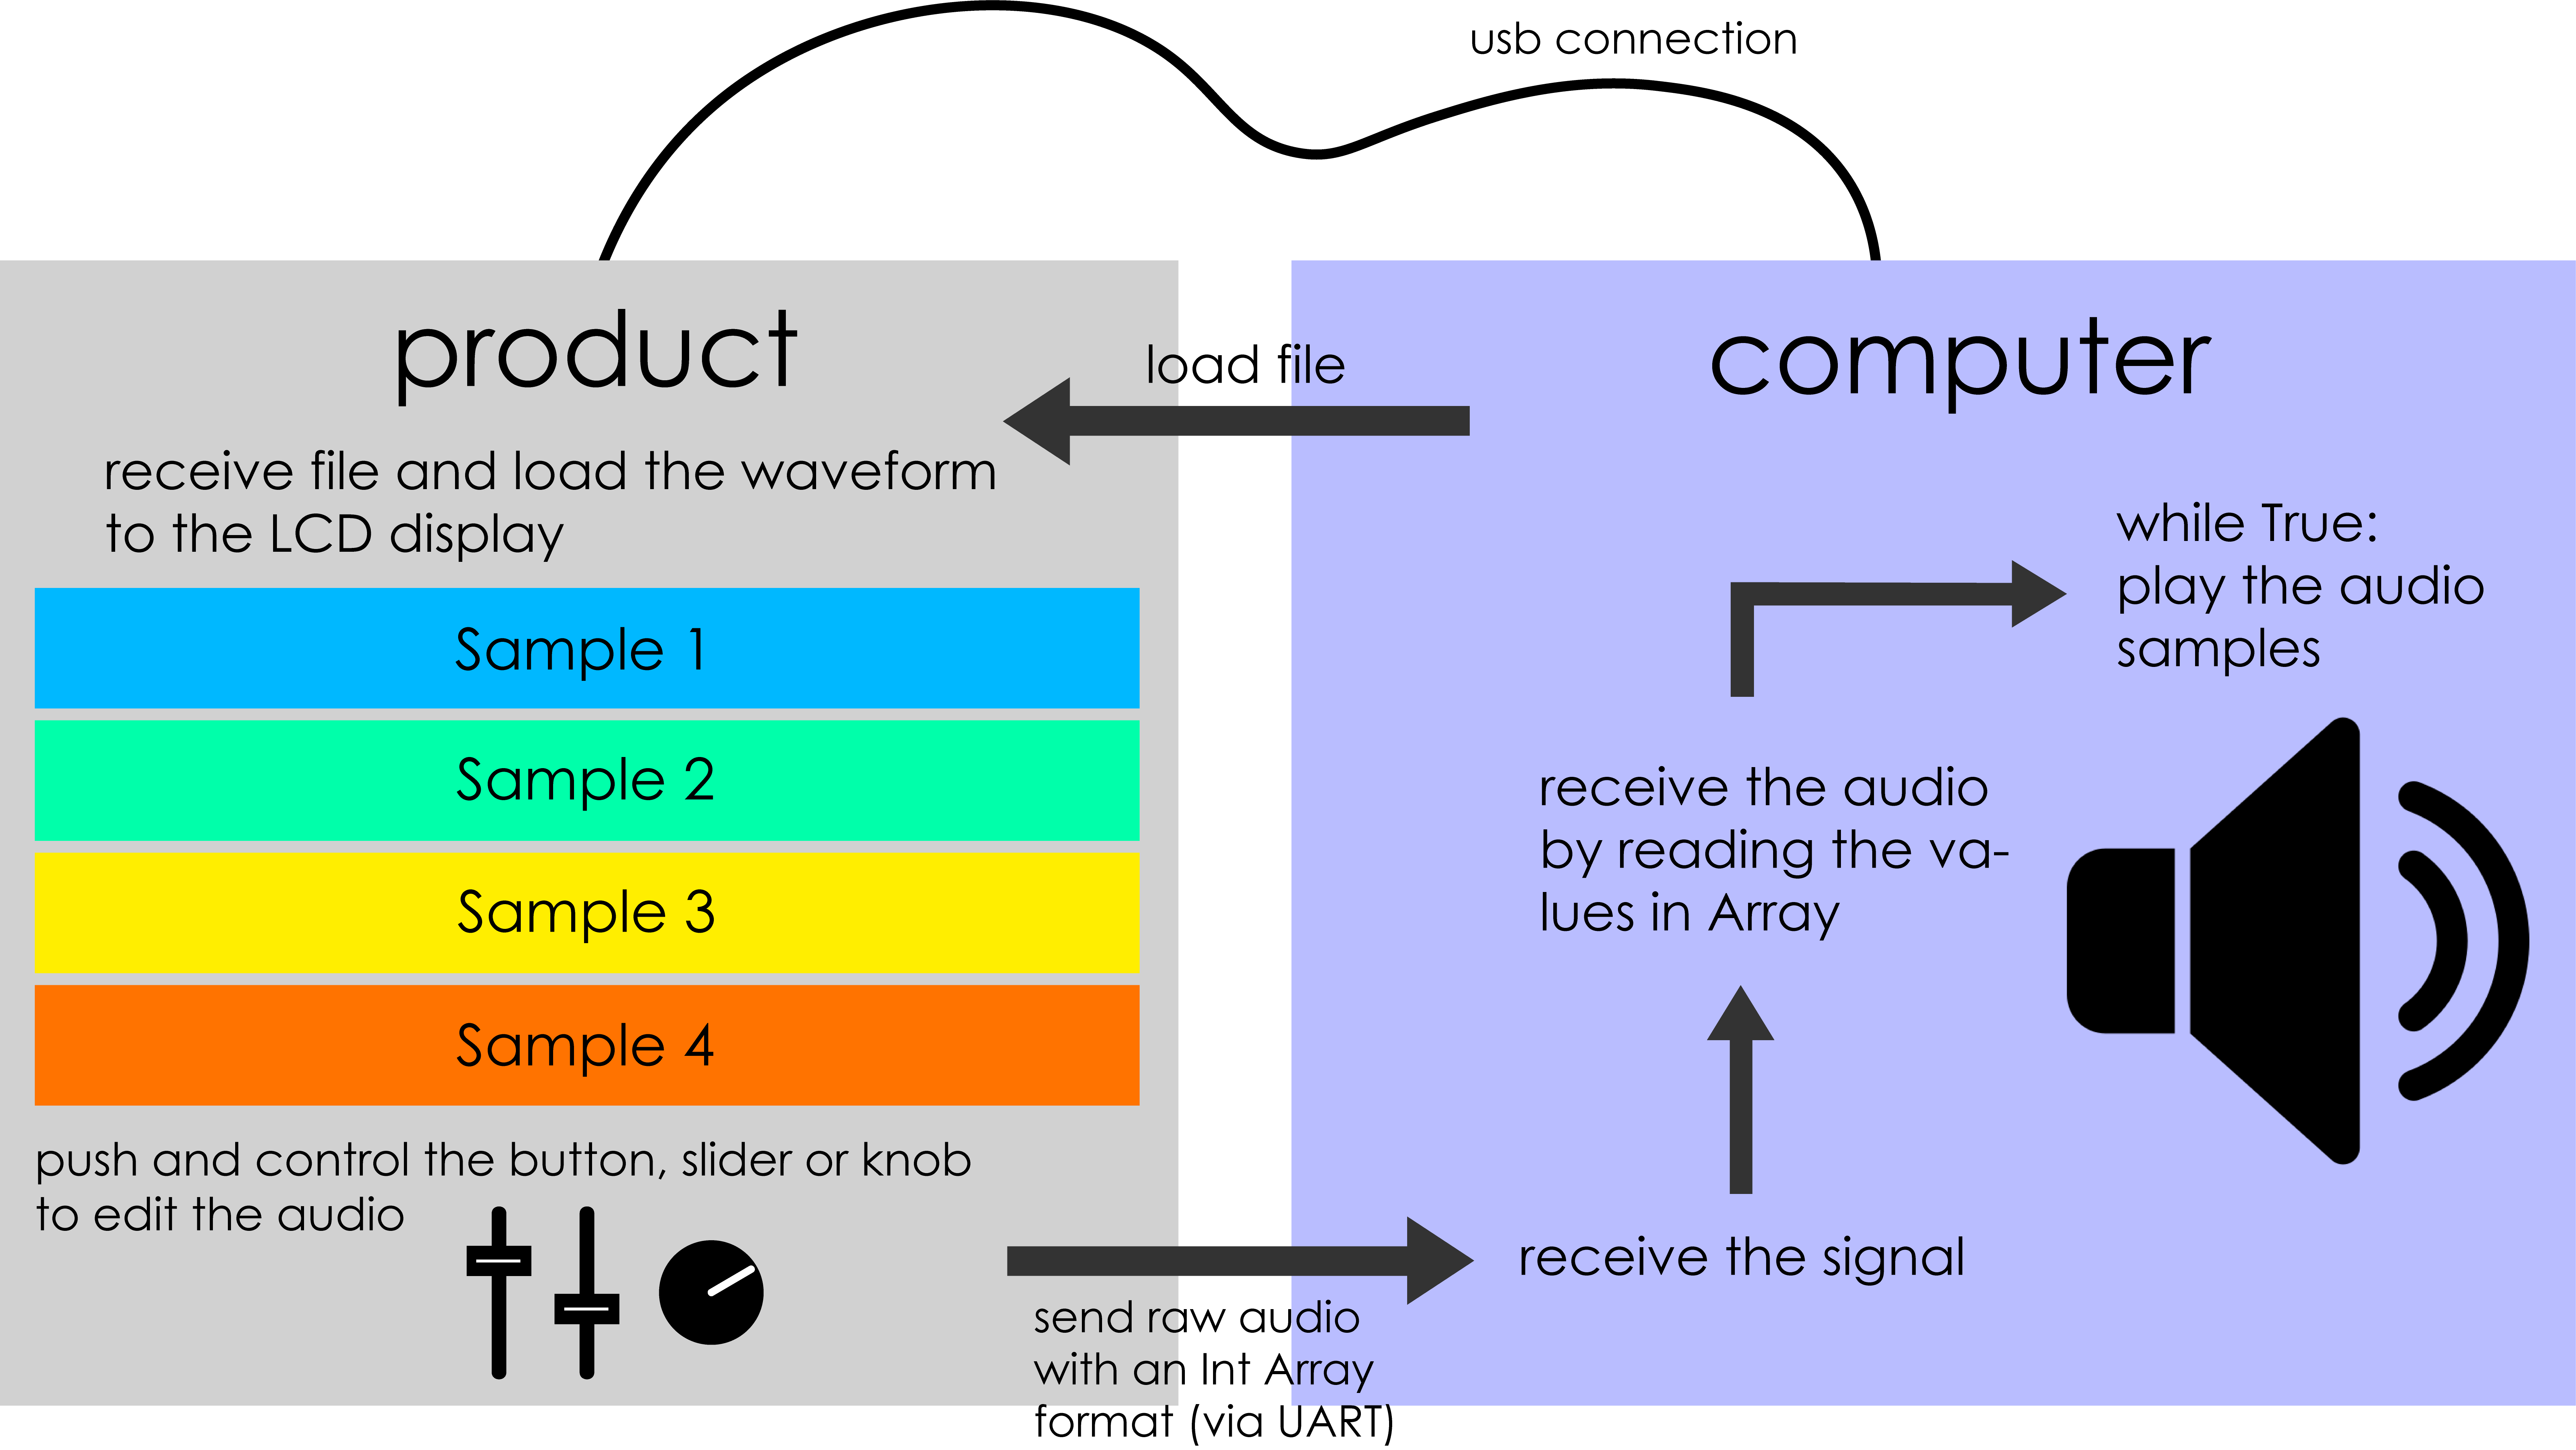 usb connection
product
load file
computer
receive file and load the waveform
to the LCD display
Sample 1
Sample 2
Sample 3
Sample 4
push and control the button, slider or knob
to edit the audio
send raw audio
with an Int Array
format (via UART)
receive the signal
receive the audio
by reading the va-
lues in Array
while True:
play the audio
samples